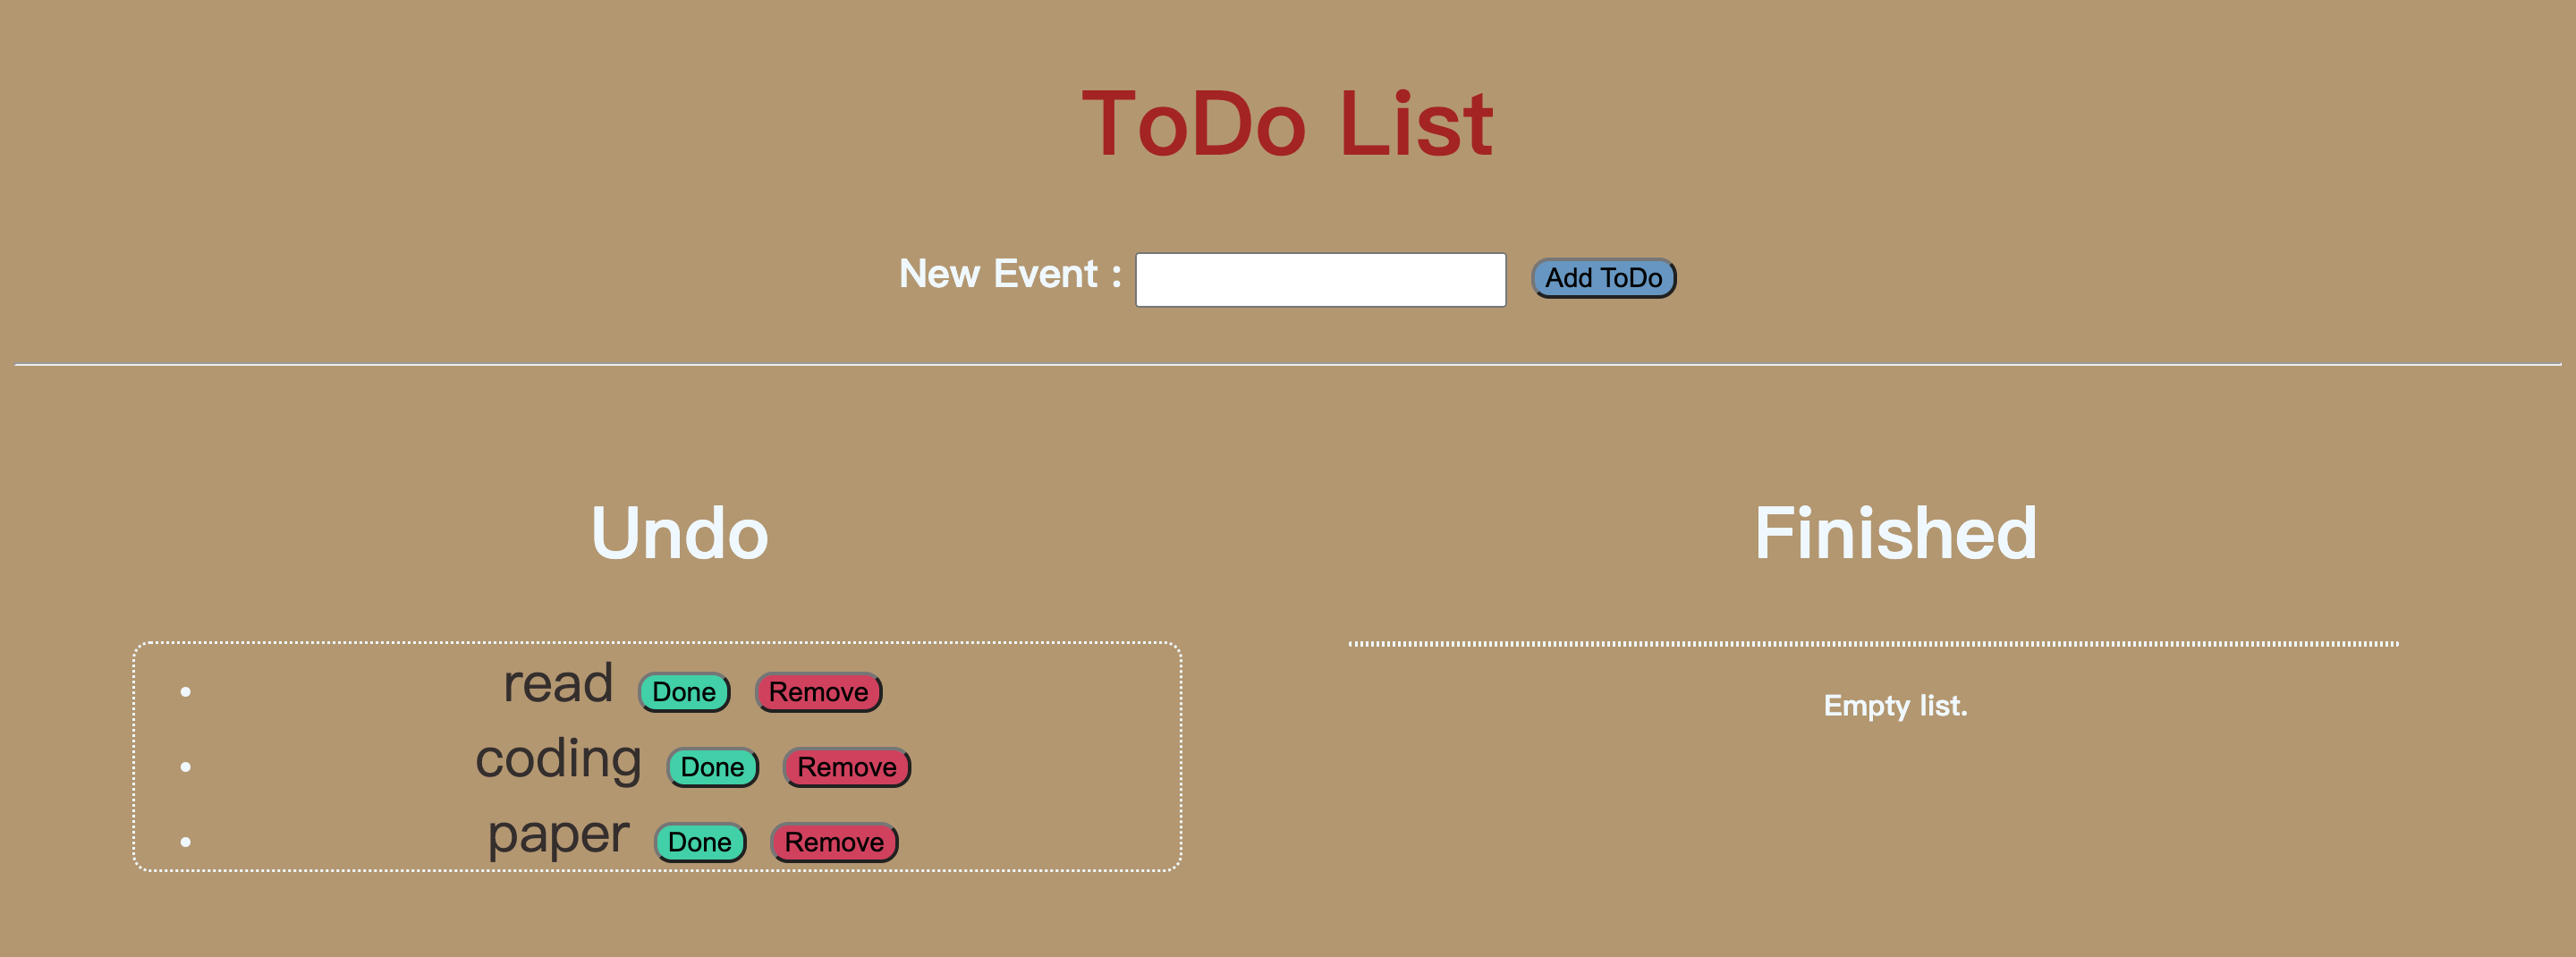 ToDo List
New Event : Add ToDo
Undo
Finished
read Done Remove
coding Done Remove
paper Done Remove
Empty list.